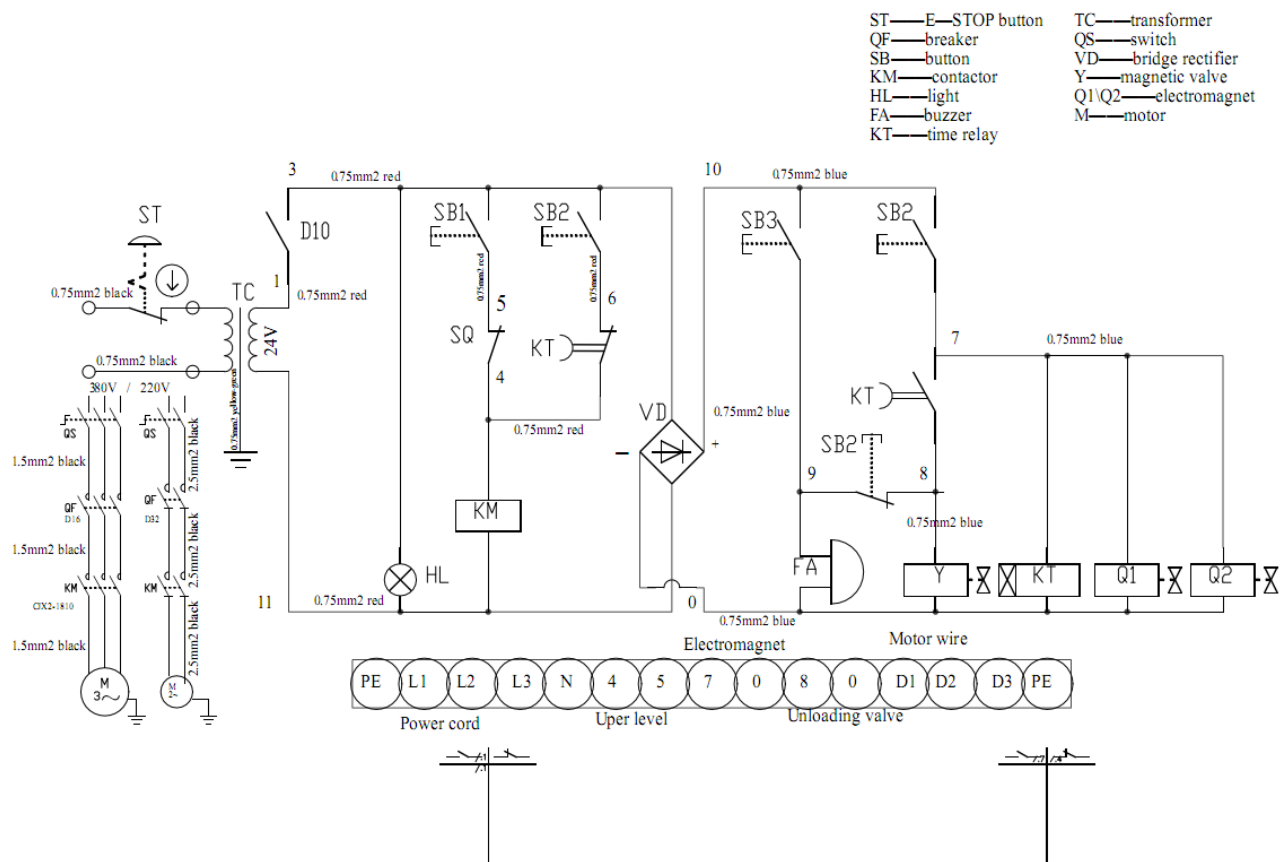 ST——E—STOP button TC——transformer
QF——breaker QS——switch
SB——button VD——bridge rectifier
KM——contactor Y——magnetic valve
HL——light Q1\Q2——electromagnet
FA——buzzer M——motor
KT——time relay
3
0.75mm2 red
10
0.75mm2 blue
ST
D10
SB1
SB2
SB3
SB2
0.75mm2 black
1
TC
0.75mm2 red
0.75mm2 red
0.75mm2 red
5
6
24V
SQ
KT
7
0.75mm2 blue
0.75mm2 black
4
380V / 220V
0.75mm2 yellow-green
KT
VD
0.75mm2 blue
0.75mm2 red
QS
QS
1.5mm2 black
2.5mm2 black
SB2
+
−
9
8
QF
D16
QF
D32
KM
0.75mm2 blue
1.5mm2 black
2.5mm2 black
FA
Y
KT
Q1
Q2
KM
CJX2-1810
KM
HL
11
0.75mm2 red
0
0.75mm2 blue
1.5mm2 black
2.5mm2 black
Electromagnet
Motor wire
M
3~
M
2~
PE L1 L2 L3 N 4 5 7 0 8 0 D1 D2 D3 PE
Power cord
Uper level
Unloading valve